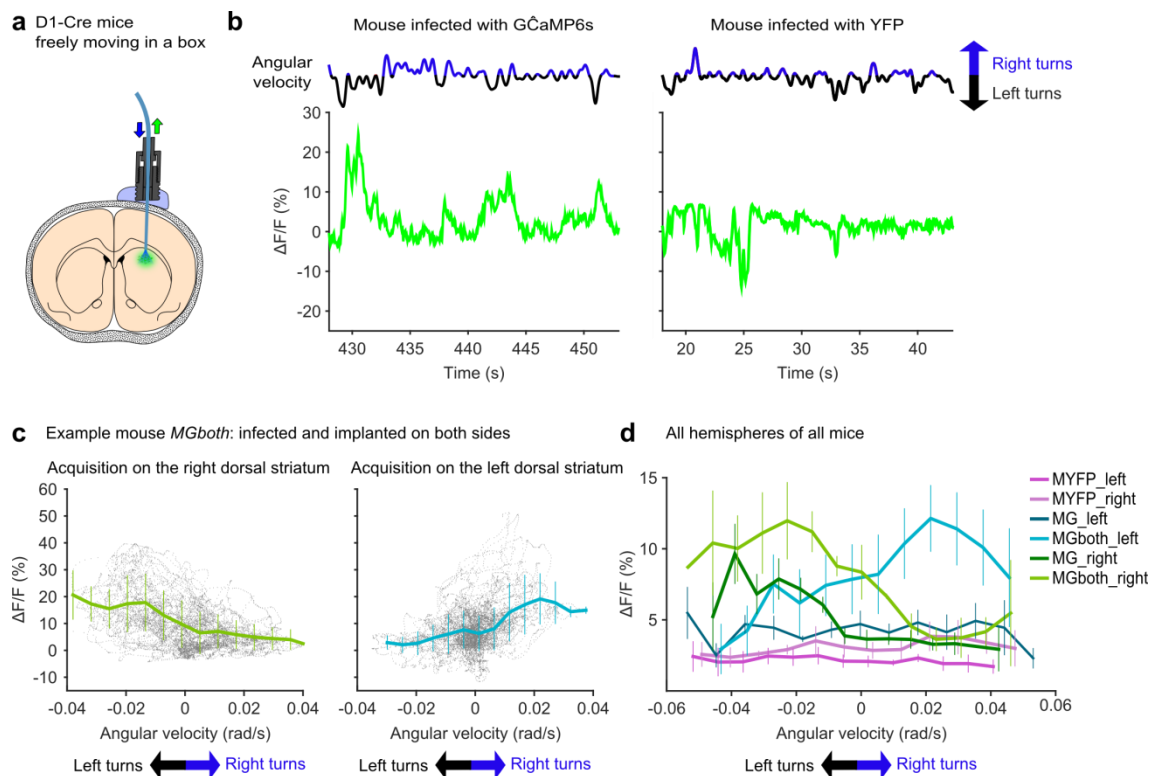 a D1-Cre mice
freely moving in a box
b
Mouse infected with GĈaMP6s
Mouse infected with YFP
Angular
velocity
Right turns
Left turns
ΔF/F (%)
30
20
10
0
-10
-20
430
435
440
445
450
Time (s)
20
25
30
35
40
Time (s)
c Example mouse MGboth: infected and implanted on both sides
Acquisition on the right dorsal striatum
Acquisition on the left dorsal striatum
ΔF/F (%)
60
50
40
30
20
10
0
-10
-0.04
-0.02
0
0.02
0.04
Angular velocity (rad/s)
Left turns
Right turns
-0.04
-0.02
0
0.02
0.04
Angular velocity (rad/s)
Left turns
Right turns
d All hemispheres of all mice
ΔF/F (%)
15
10
5
-0.06
-0.04
-0.02
0
0.02
0.04
0.06
Angular velocity (rad/s)
Left turns
Right turns
MYFP_left
MYFP_right
MG_left
MGboth_left
MG_right
MGboth_right